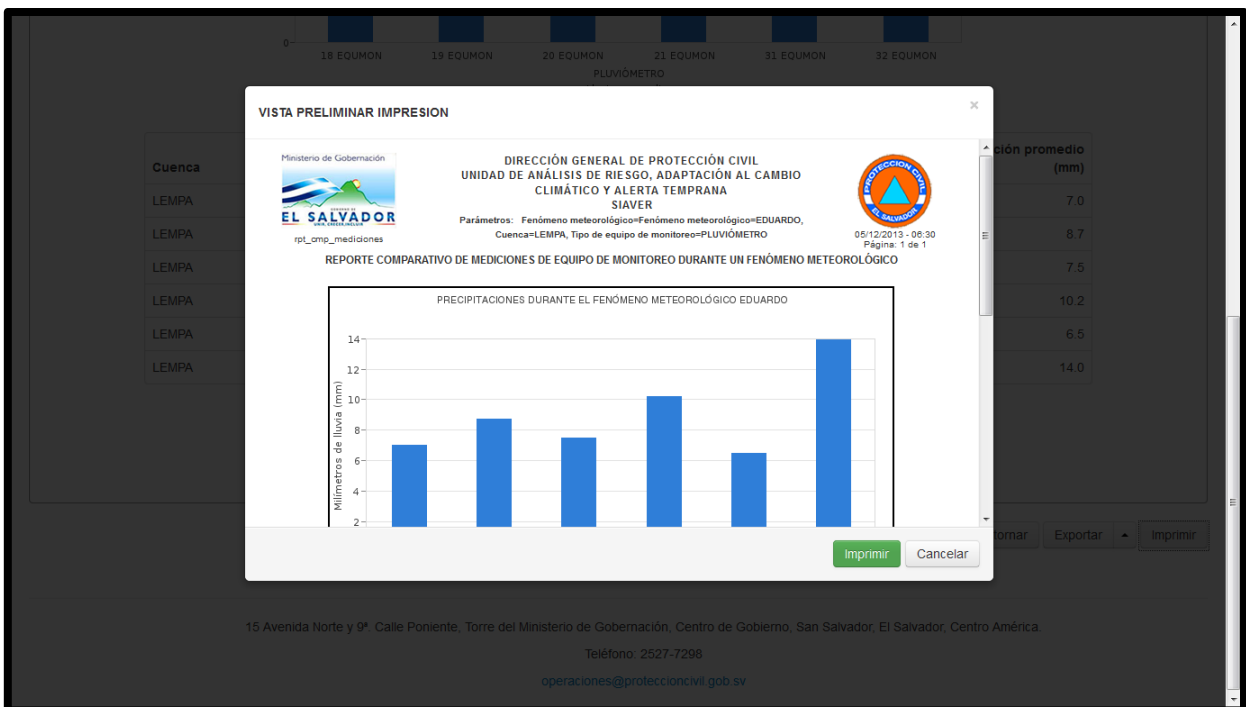 0
18 EQUMON 19 EQUMON 20 EQUMON 21 EQUMON 31 EQUMON 32 EQUMON
PLUVIÓMETRO
VISTA PRELIMINAR IMPRESION
×
Ministerio de Gobernación
GOBIERNO DE
EL SALVADOR
UNIR, CRECER, INCLUIR
rpt_cmp_mediciones
DIRECCIÓN GENERAL DE PROTECCIÓN CIVIL
UNIDAD DE ANÁLISIS DE RIESGO, ADAPTACIÓN AL CAMBIO
CLIMÁTICO Y ALERTA TEMPRANA
SIAVER
Parámetros: Fenómeno meteorológico=Fenómeno meteorológico=EDUARDO,
Cuenca=LEMPA, Tipo de equipo de monitoreo=PLUVIÓMETRO
PROTECCION CIVIL
EL SALVADOR
05/12/2013 - 06:30
Página: 1 de 1
REPORTE COMPARATIVO DE MEDICIONES DE EQUIPO DE MONITOREO DURANTE UN FENÓMENO METEOROLÓGICO
PRECIPITACIONES DURANTE EL FENÓMENO METEOROLÓGICO EDUARDO
Milímetros de lluvia (mm)
14
12
10
8
6
4
2
Imprimir Cancelar
Cuenca
promedio
(mm)
LEMPA 7.0
LEMPA 8.7
LEMPA 7.5
LEMPA 10.2
LEMPA 6.5
LEMPA 14.0
Exportar Imprimir
15 Avenida Norte y 9ª. Calle Poniente, Torre del Ministerio de Gobernación, Centro de Gobierno, San Salvador, El Salvador, Centro América.
Teléfono: 2527-7298
operaciones@proteccioncivil.gob.sv